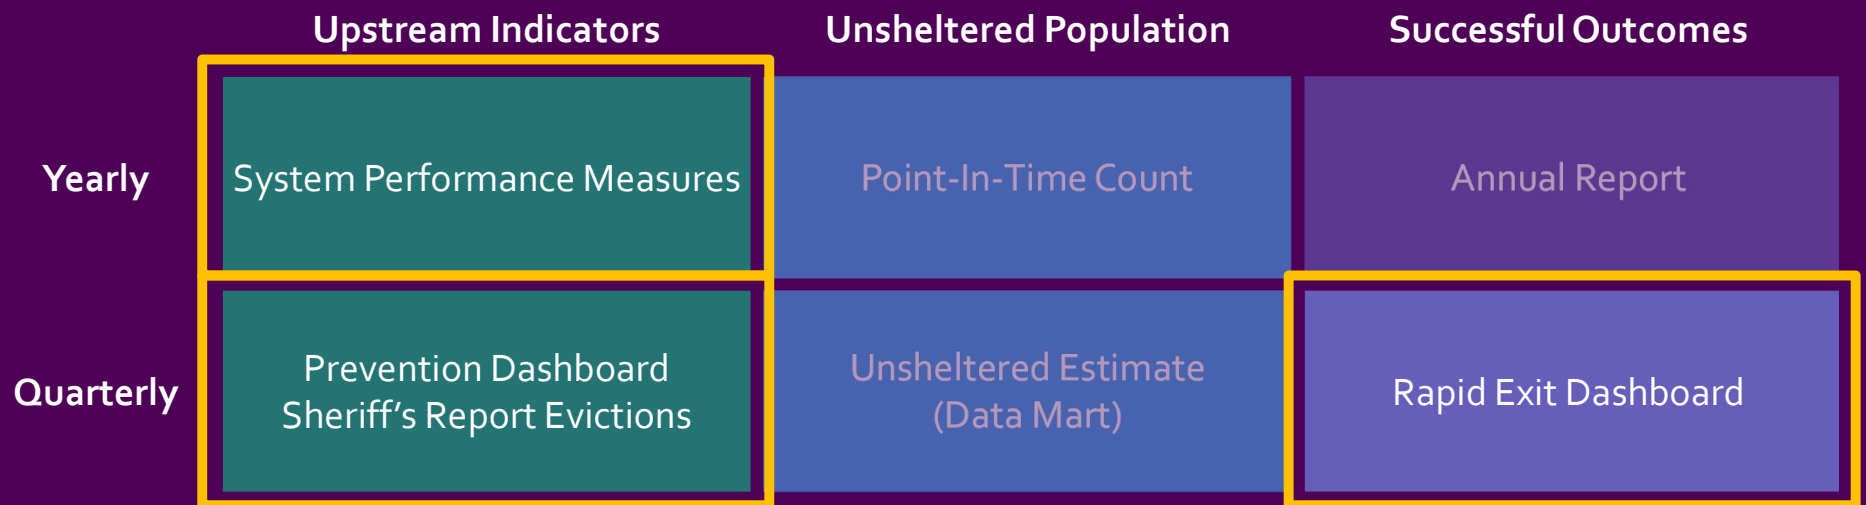 Upstream Indicators
Unsheltered Population
Successful Outcomes
Yearly
System Performance Measures
Point-In-Time Count
Annual Report
Quarterly
Prevention Dashboard
Sheriff’s Report Evictions
Unsheltered Estimate
(Data Mart)
Rapid Exit Dashboard